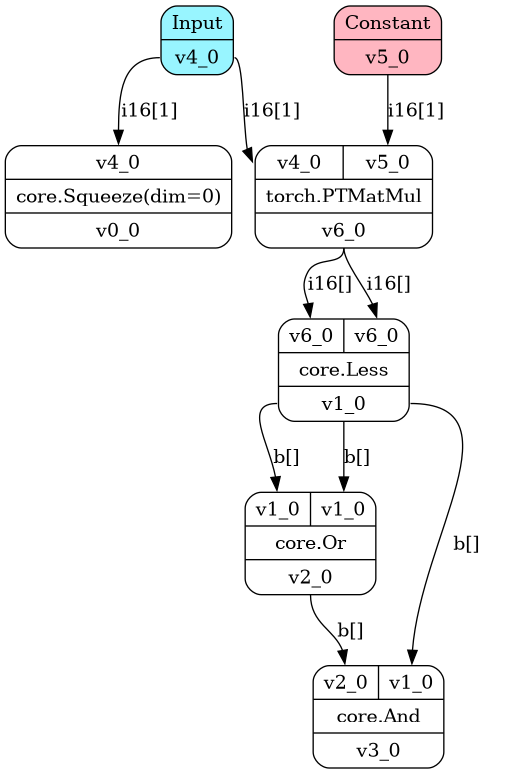 Input
v4_0
Constant
v5_0
i16[1]
i16[1]
i16[1]
v4_0
core.Squeeze(dim=0)
v0_0
v4_0 v5_0
torch.PTMatMul
v6_0
i16[]
i16[]
v6_0 v6_0
core.Less
v1_0
b[]
b[]
b[]
v1_0 v1_0
core.Or
v2_0
b[]
v2_0 v1_0
core.And
v3_0